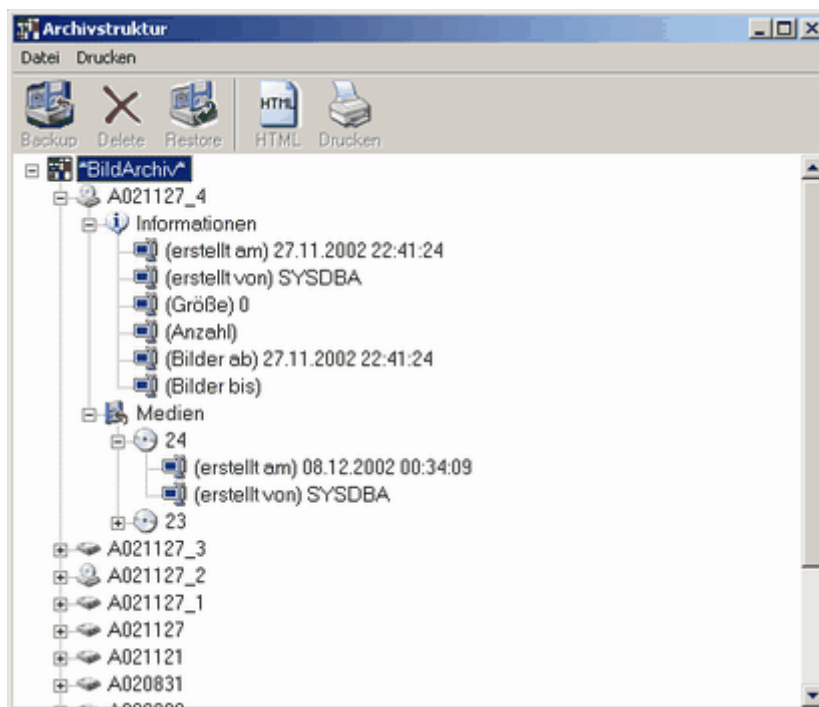 Archivstruktur
Datei Drucken
HTML
Backup Delete Restore HTML Drucken
*BildArchiv*
A021127_4
Informationen
(erstellt am) 27.11.2002 22:41:24
(erstellt von) SYSDBA
(Größe) 0
(Anzahl)
(Bilder ab) 27.11.2002 22:41:24
(Bilder bis)
Medien
24
(erstellt am) 08.12.2002 00:34:09
(erstellt von) SYSDBA
23
A021127_3
A021127_2
A021127_1
A021127
A021121
A020831